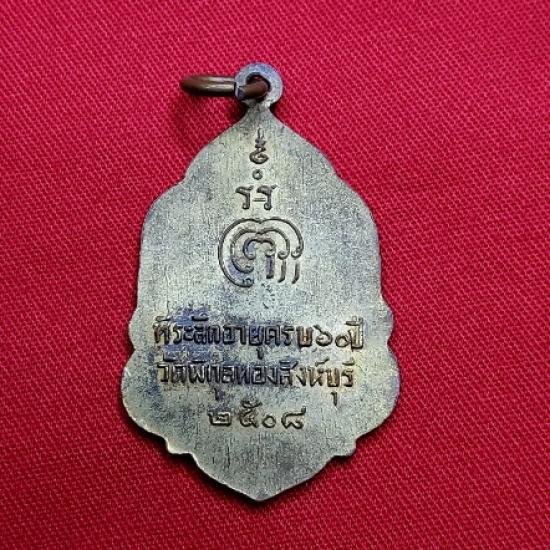 ที่ระลึกอายุครบ๖๐ปี
วัดพิกุลทองสิงห์บุรี
๒๕๐๘